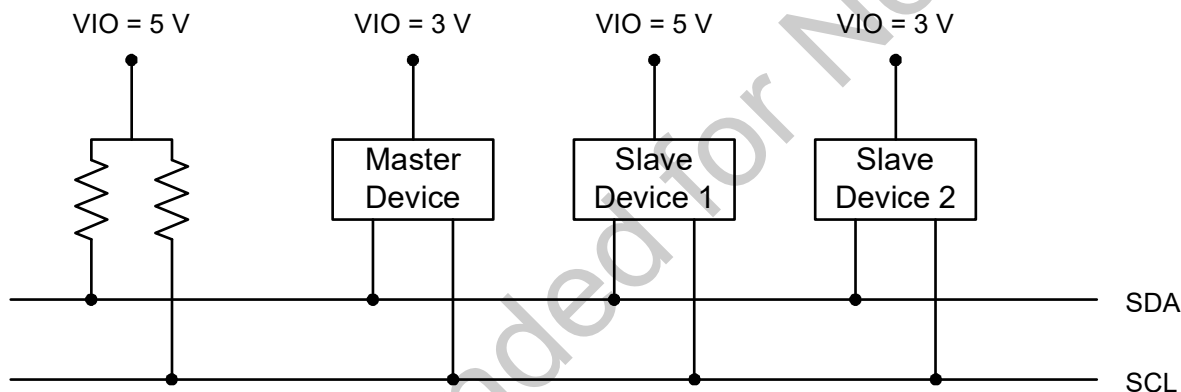 VIO = 5 V
VIO = 3 V
VIO = 5 V
VIO = 3 V
Master
Device
Slave
Device 1
Slave
Device 2
SDA
SCL